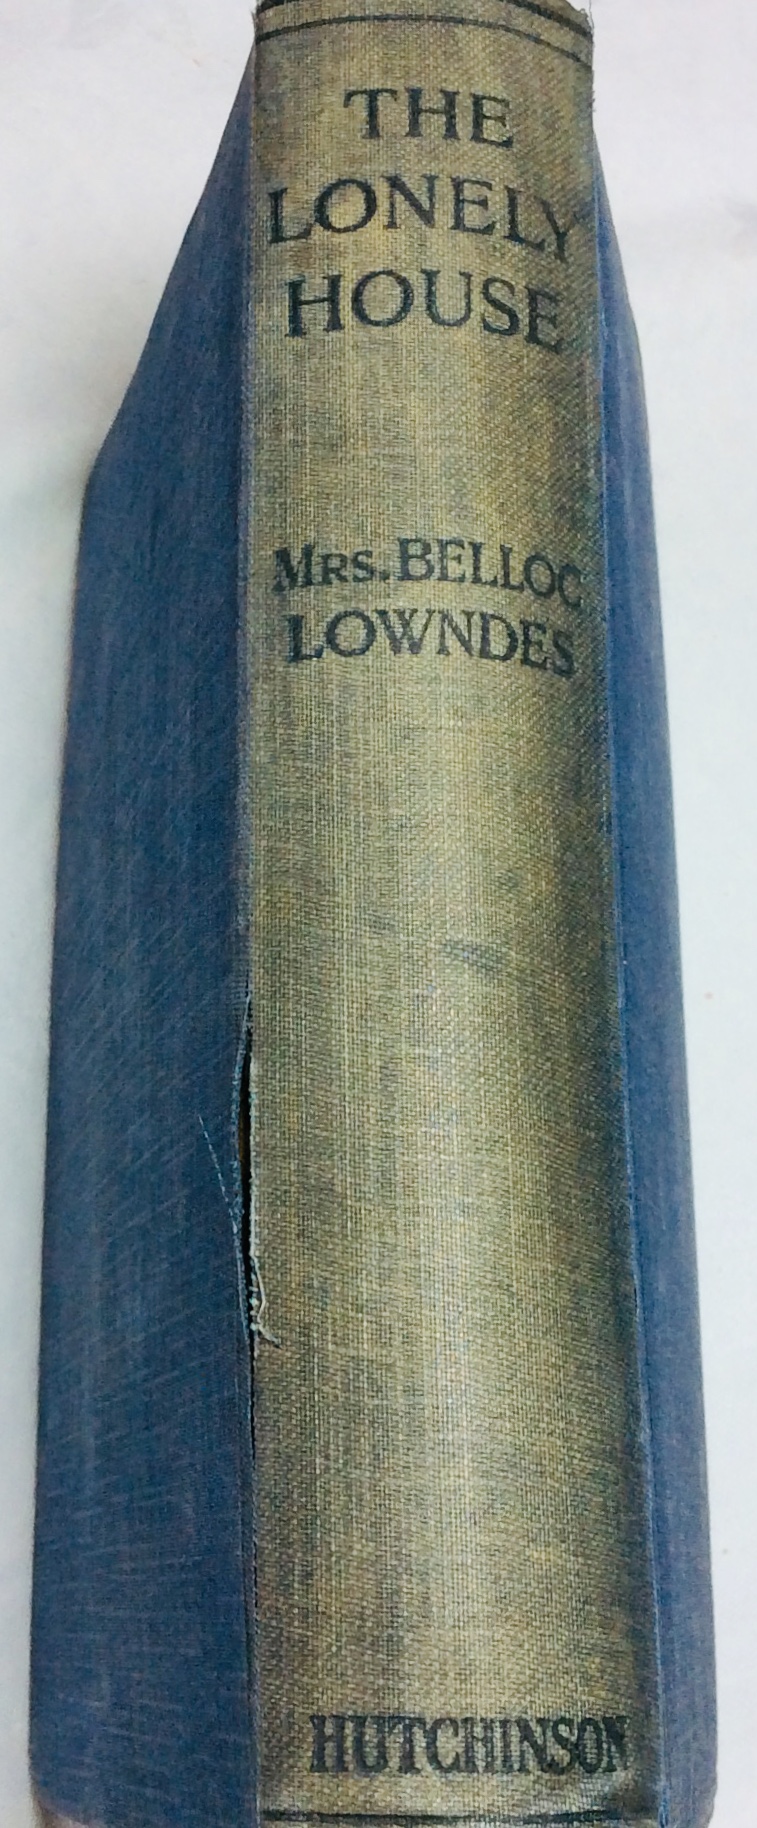 THE
LONELY
HOUSE
MRS. BELLOC
LOWNDES
HUTCHINSON